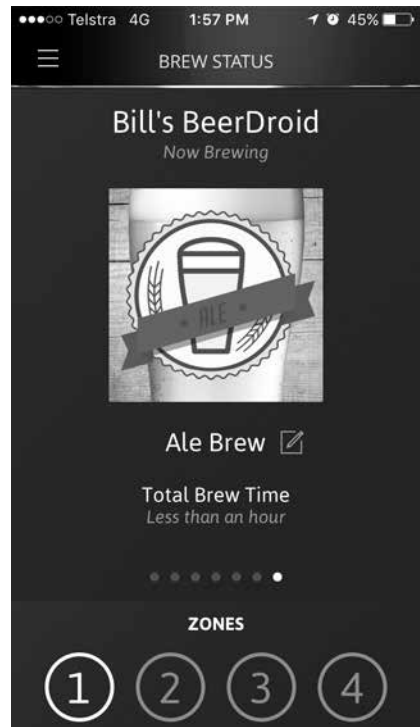 Telstra 4G 1:57 PM 45%
BREW STATUS
Bill's BeerDroid
Now Brewing
ALE
Ale Brew
Total Brew Time
Less than an hour
ZONES
1 2 3 4